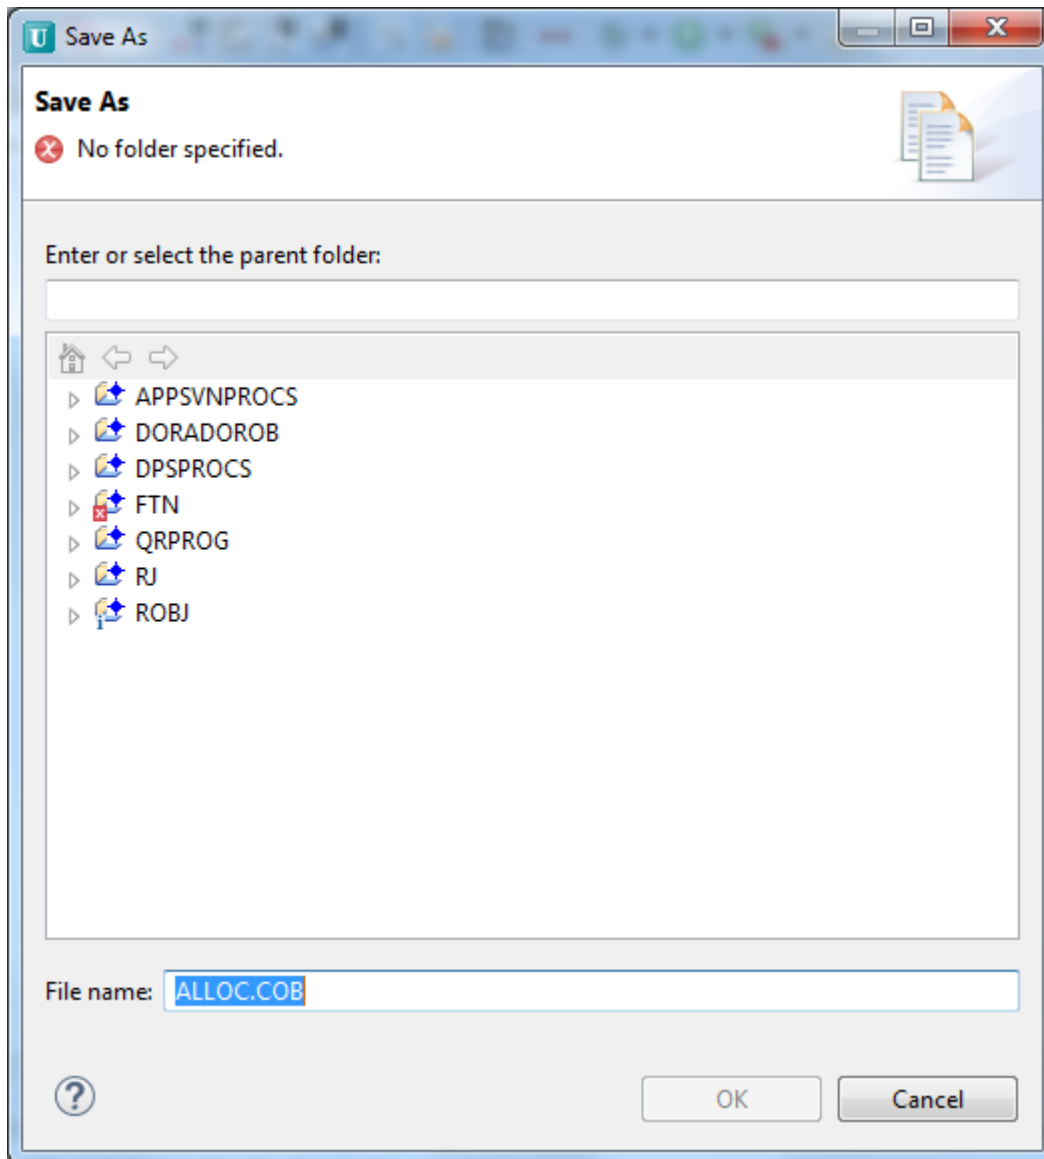 Save As
Save As
No folder specified.
Enter or select the parent folder:
APPSVNPROCS
DORADOROB
DPSPROCS
FTN
QRPROG
RJ
ROBJ
File name: ALLOC.COB
OK Cancel